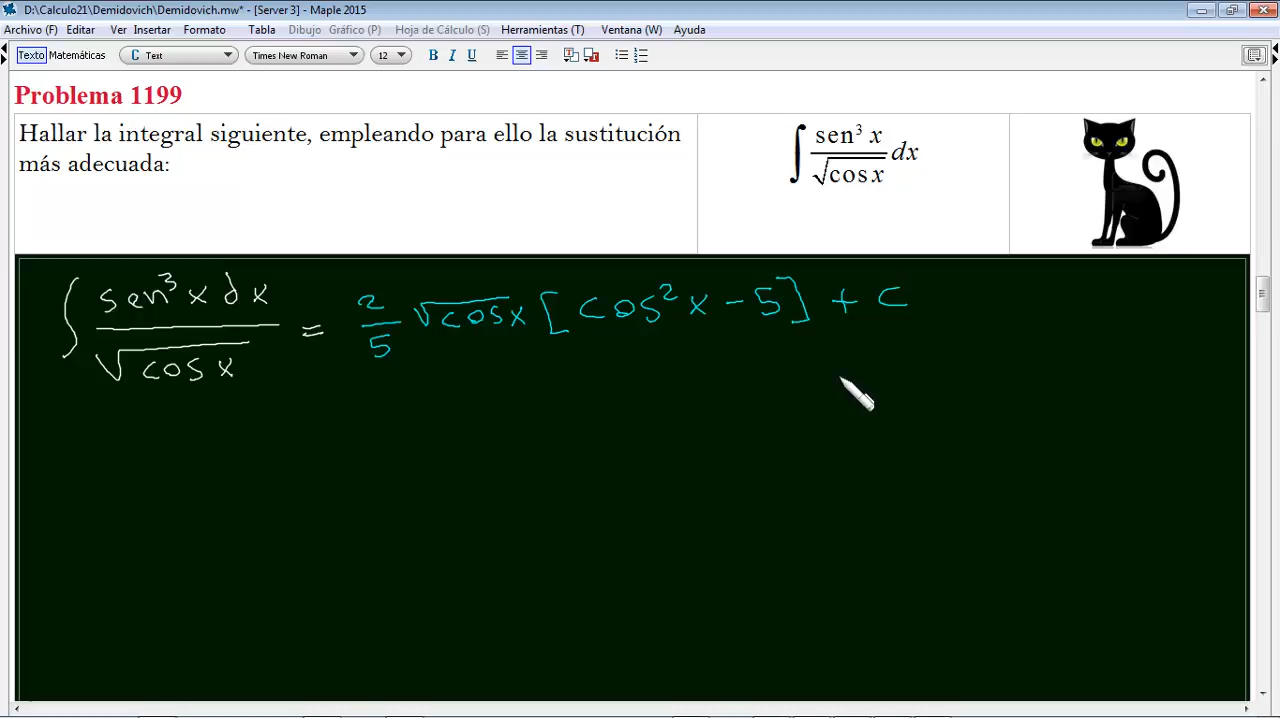 D:\Calculo21\Demidovich\Demidovich.mw* - [Server 3] - Maple 2015
Archivo (F) Editar Ver Insertar Formato Tabla Dibujo Gráfico (P) Hoja de Cálculo (S) Herramientas (T) Ventana (W) Ayuda
Texto Matemáticas C Text Times New Roman 12 B I U
Problema 1199
Hallar la integral siguiente, empleando para ello la sustitución
más adecuada:
∫ sen³ x / √cos x dx
∫ sen³ x dx / √cos x = 2/5 √cos x [cos² x - 5] + C